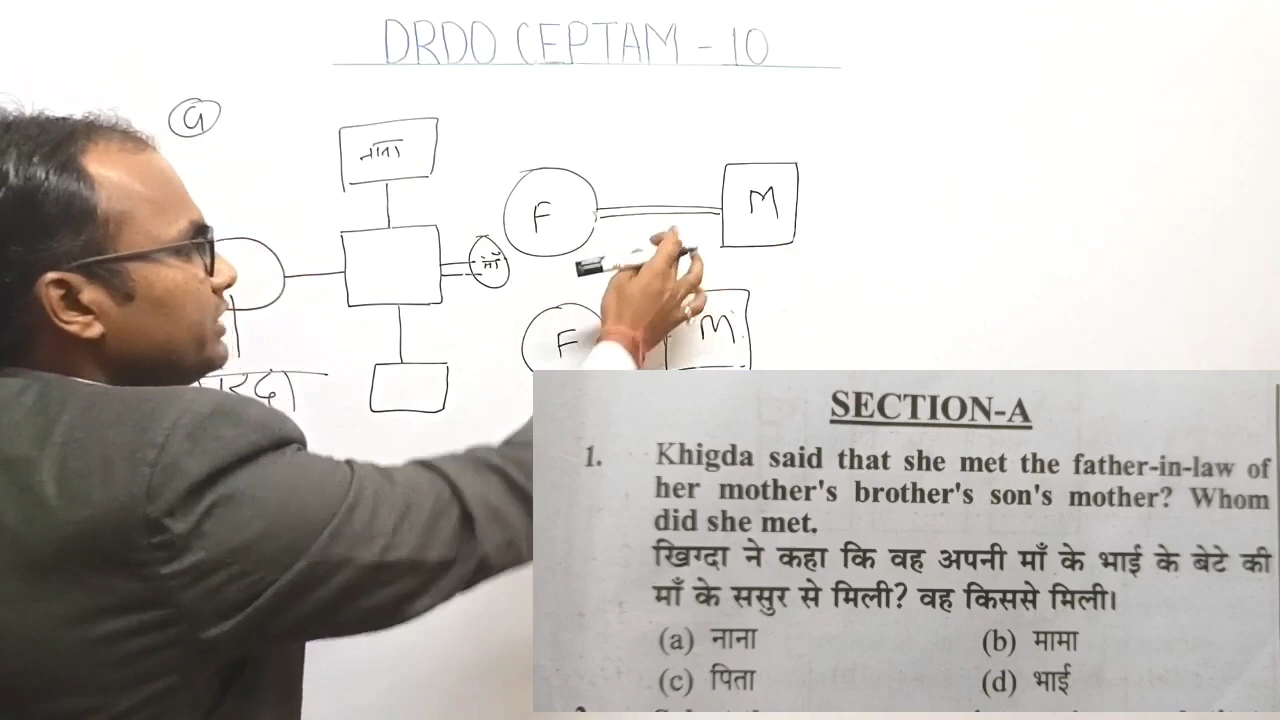 DRDO CEPTAM - 10
a
नाना
F
M
माँ
F
M
SECTION-A
1. Khigda said that she met the father-in-law of
her mother's brother's son's mother? Whom
did she met.
खिग्दा ने कहा कि वह अपनी माँ के भाई के बेटे की
माँ के ससुर से मिली? वह किससे मिली।
(a) नाना (b) मामा
(c) पिता (d) भाई